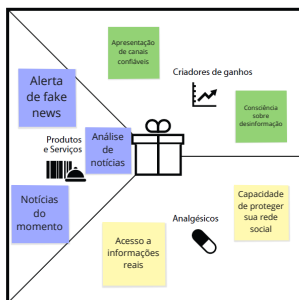 Apresentação
de canais
confiáveis
Criadores de ganhos
Alerta
de fake
news
Consciência
sobre
desinformação
Produtos
e Serviços
Análise
de
notícias
Notícias
do
momento
Analgésicos
Capacidade
de proteger
sua rede
social
Acesso a
informações
reais